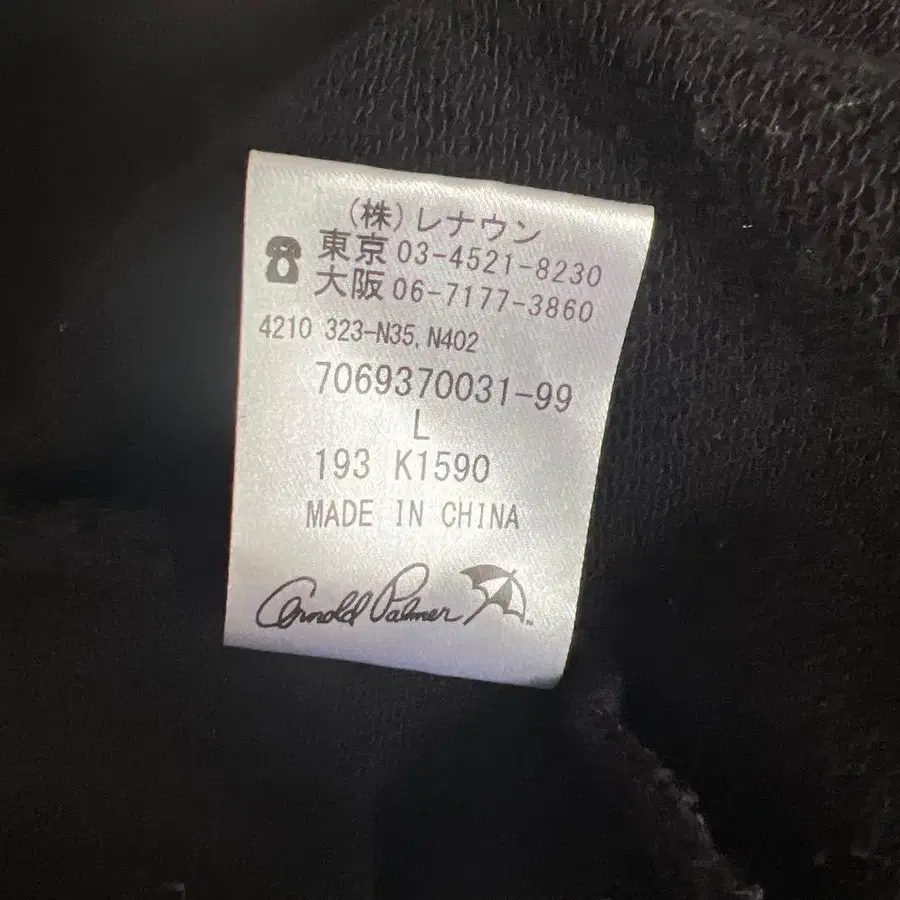 (株)レナウン
東京 03-4521-8230
大阪 06-7177-3860
4210 323-N35, N402
7069370031-99
L
193 K1590
MADE IN CHINA
Arnold Palmer